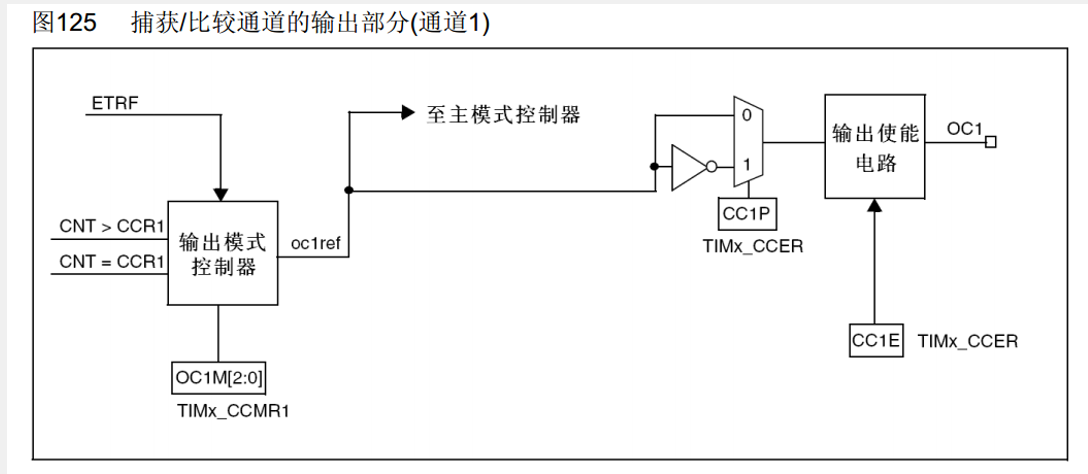 图125 捕获/比较通道的输出部分(通道1)
ETRF
至主模式控制器
0
1
输出使能
电路
OC1
CNT > CCR1
CNT = CCR1
输出模式
控制器
oc1ref
CC1P
TIMx_CCER
CC1E
TIMx_CCER
OC1M[2:0]
TIMx_CCMR1